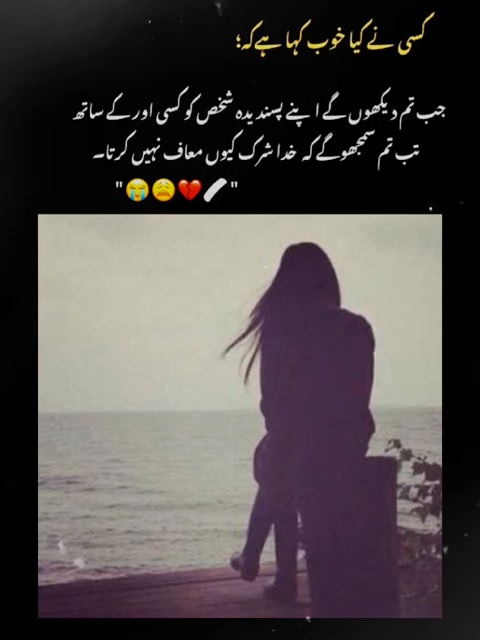 کسی نے کیا خوب کہا ہے کہ؛
جب تم دیکھوں گے اپنے پسندیدہ شخص کو کسی اور کے ساتھ
تب تم سمجھو گے کہ خدا شرک کیوں معاف نہیں کرتا۔
"😭😩💔🩹"